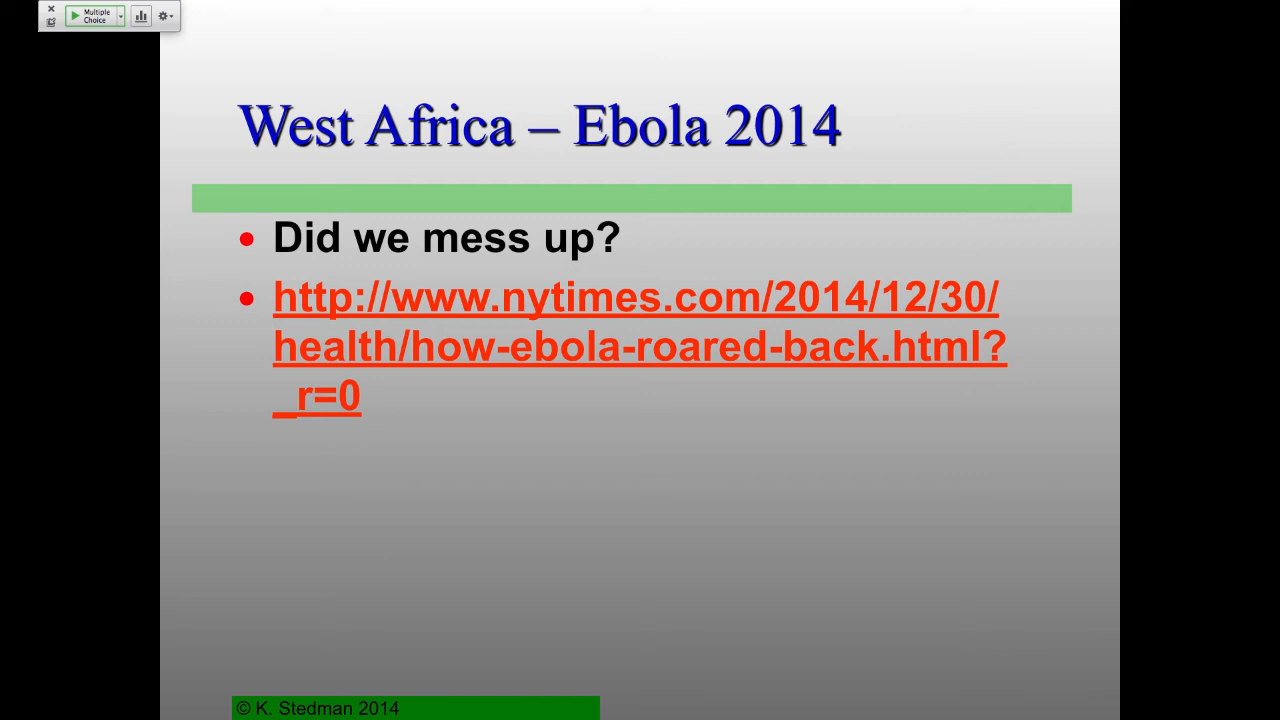 Multiple
Choice
West Africa – Ebola 2014
Did we mess up?
http://www.nytimes.com/2014/12/30/
health/how-ebola-roared-back.html?
_r=0
© K. Stedman 2014